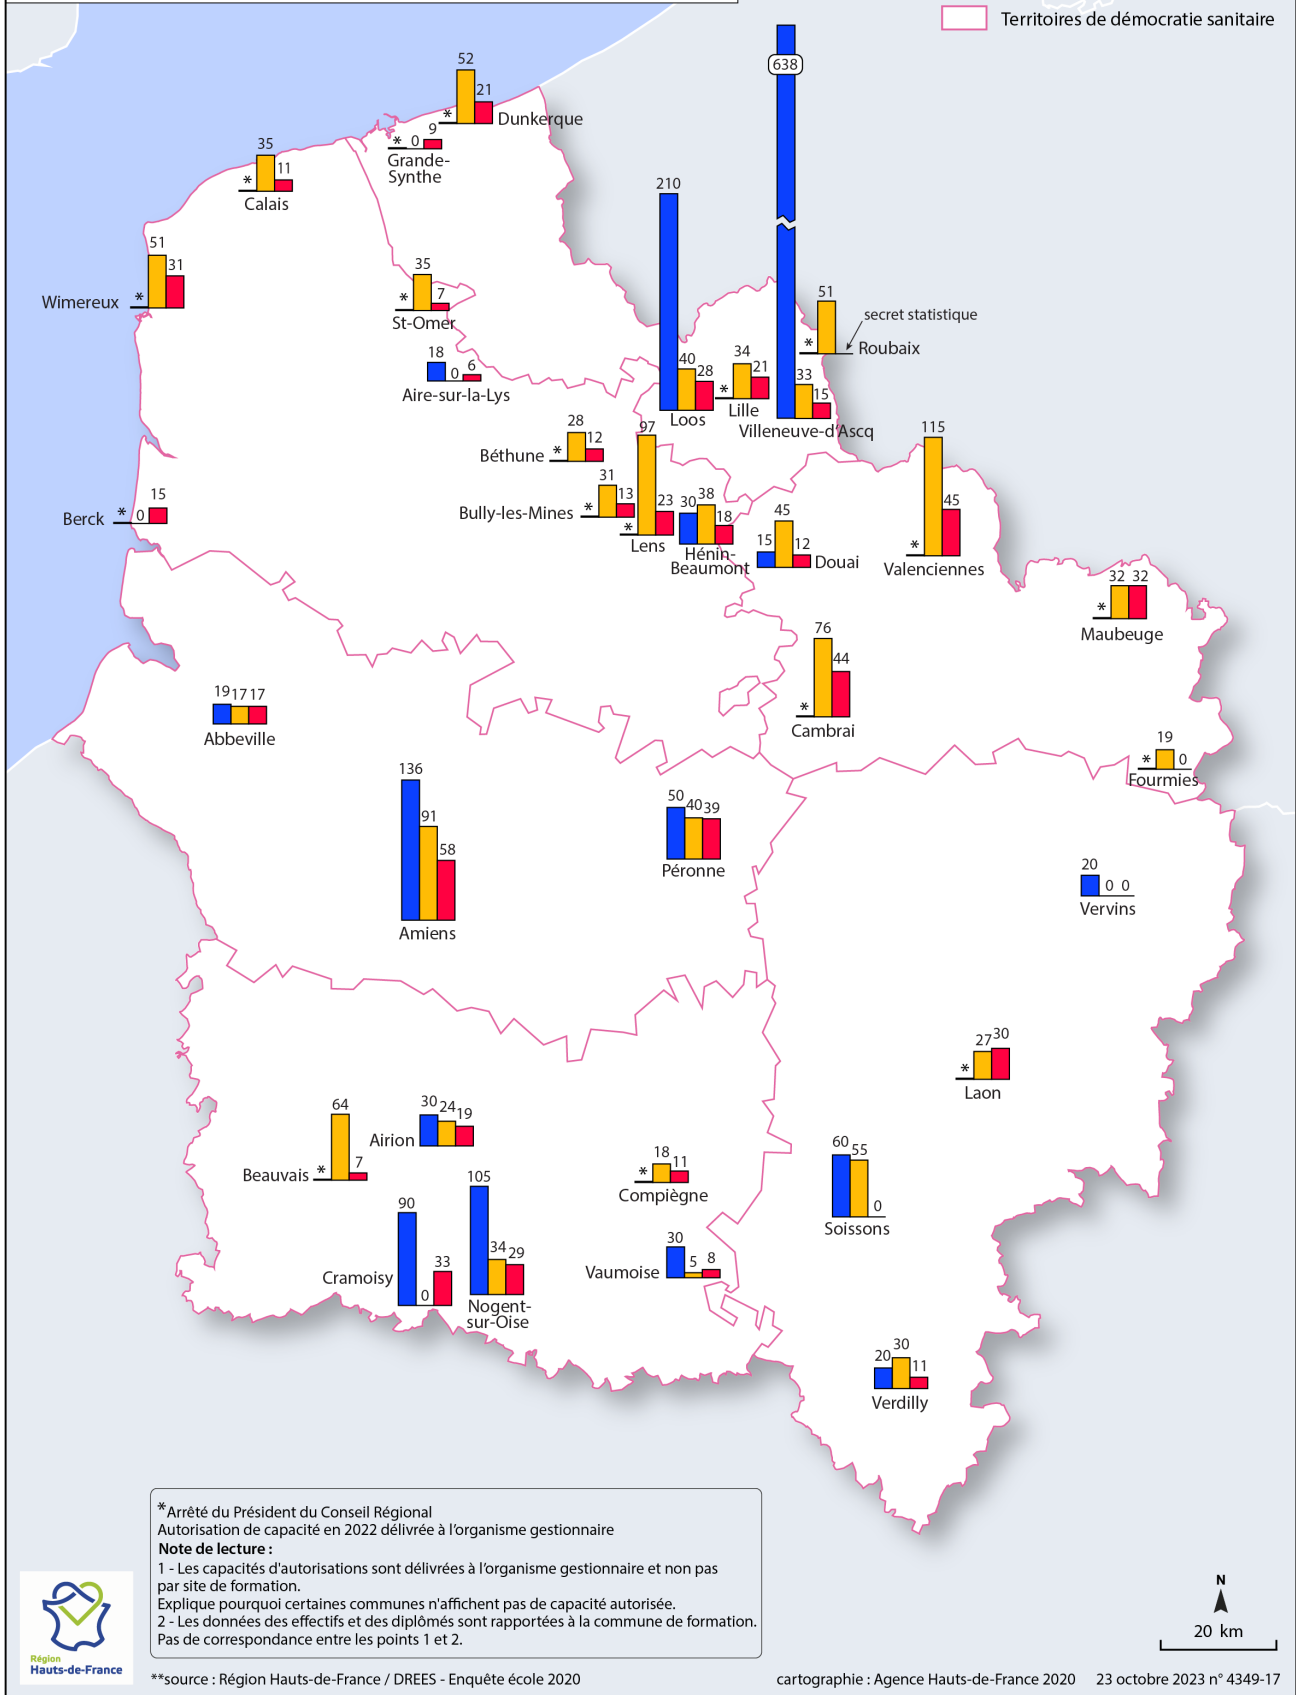 Territoires de démocratie sanitaire
638
52
21
*
Dunkerque
* 0 9
Grande-
Synthe
35
11
*
Calais
210
51
31
*
Wimereux
35
7
*
St-Omer
51
secret statistique
*
Roubaix
18
0 6
Aire-sur-la-Lys
40
28
Loos
34
21
*
Lille
33
15
Villeneuve-d'Ascq
28
12
*
Béthune
97
23
*
Lens
115
45
*
Valenciennes
31
13
*
Bully-les-Mines
30 38
18
Hénin-
Beaumont
45
15
12
Douai
15
* 0
Berck
32 32
*
Maubeuge
76
44
*
Cambrai
19 17 17
Abbeville
19
* 0
Fourmies
136
91
58
Amiens
50
40 39
Péronne
20
0 0
Vervins
27 30
*
Laon
64
*
7
Beauvais
30 24 19
Airion
18
* 11
Compiègne
60
55
0
Soissons
90
33
0
Cramoisy
105
34
29
Nogent-
sur-Oise
30
5 8
Vaumoise
30
20
11
Verdilly
*Arrêté du Président du Conseil Régional
Autorisation de capacité en 2022 délivrée à l'organisme gestionnaire
Note de lecture :
1 - Les capacités d'autorisations sont délivrées à l'organisme gestionnaire et non pas
par site de formation.
Explique pourquoi certaines communes n'affichent pas de capacité autorisée.
2 - Les données des effectifs et des diplômés sont rapportées à la commune de formation.
Pas de correspondance entre les points 1 et 2.
N
20 km
Région
Hauts-de-France
**source : Région Hauts-de-France / DREES - Enquête école 2020
cartographie : Agence Hauts-de-France 2020 23 octobre 2023 n° 4349-17